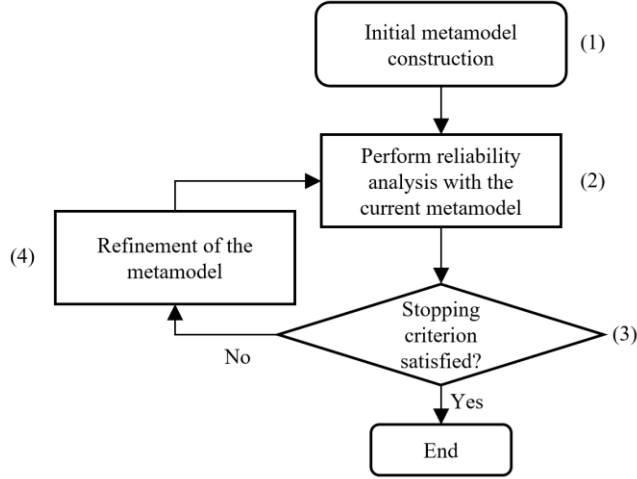 Initial metamodel
construction
(1)
Perform reliability
analysis with the
current metamodel
(2)
Refinement of the
metamodel
(4)
Stopping
criterion
satisfied?
(3)
No
Yes
End